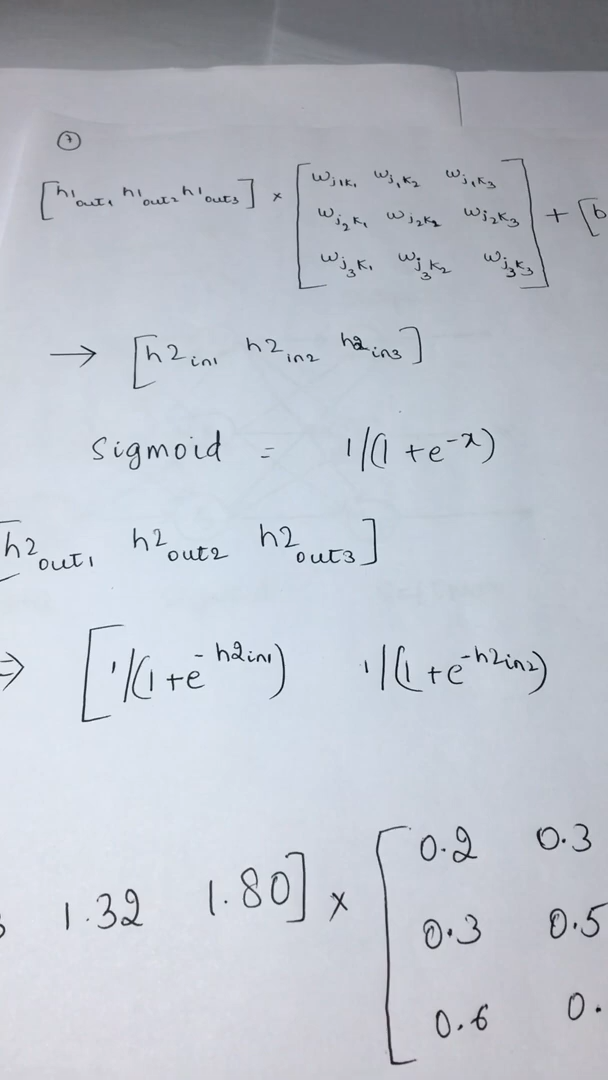 7
[h1out1 h1out2 h1out3] × [wj1k1 wj1k2 wj1k3
wj2k1 wj2k2 wj2k3
wj3k1 wj3k2 wj3k3] + [b
→ [h2in1 h2in2 h2in3]
Sigmoid = 1/(1 + e^-x)
[h2out1 h2out2 h2out3]
⇒ [1/(1 + e^-h2in1) 1/(1 + e^-h2in2)
1.32 1.80] × [0.2 0.3
0.3 0.5
0.6 0.